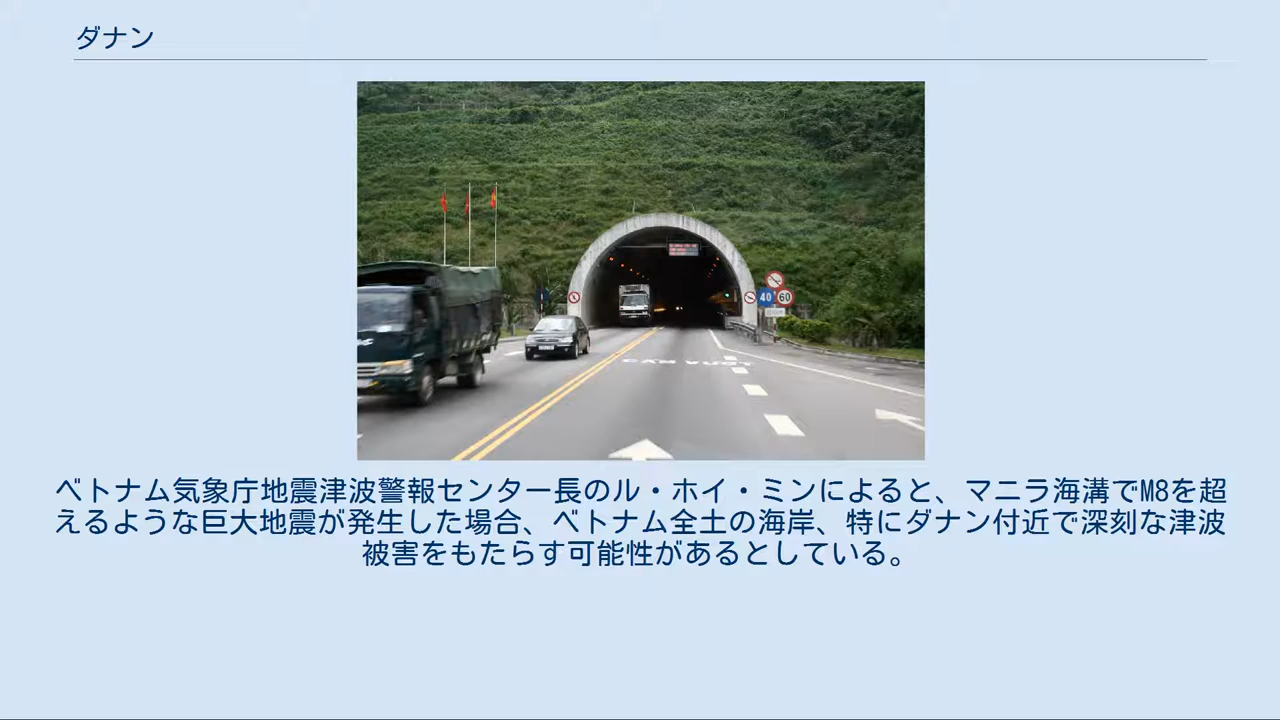 ダナン
40
60
ベトナム気象庁地震津波警報センター長のル・ホイ・ミンによると、マニラ海溝でM8を超
えるような巨大地震が発生した場合、ベトナム全土の海岸、特にダナン付近で深刻な津波
被害をもたらす可能性があるとしている。